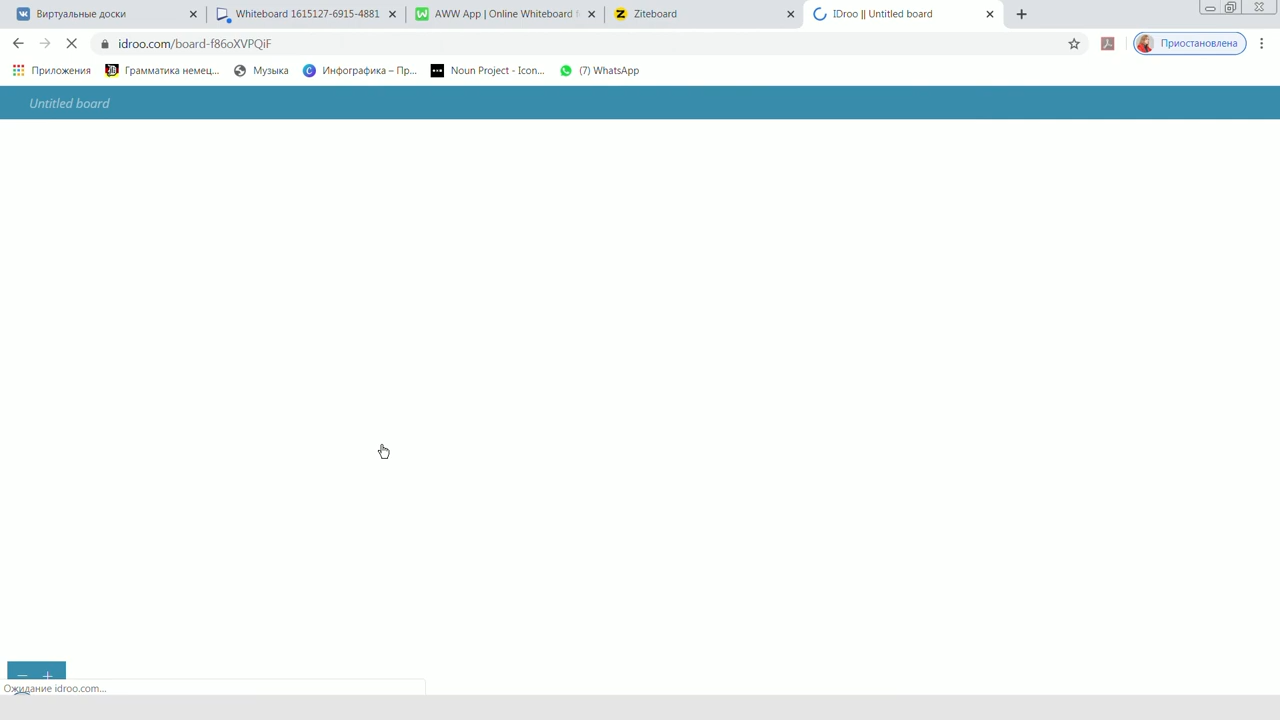 Виртуальные доски
Whiteboard 1615127-6915-4881
AWW App | Online Whiteboard
Ziteboard
IDroo || Untitled board
idroo.com/board-f86oXVPQiF
Приостановлена
Приложения
Грамматика немец...
Музыка
Инфографика – Пр...
Noun Project - Icon...
(7) WhatsApp
Untitled board
− +
Ожидание idroo.com...